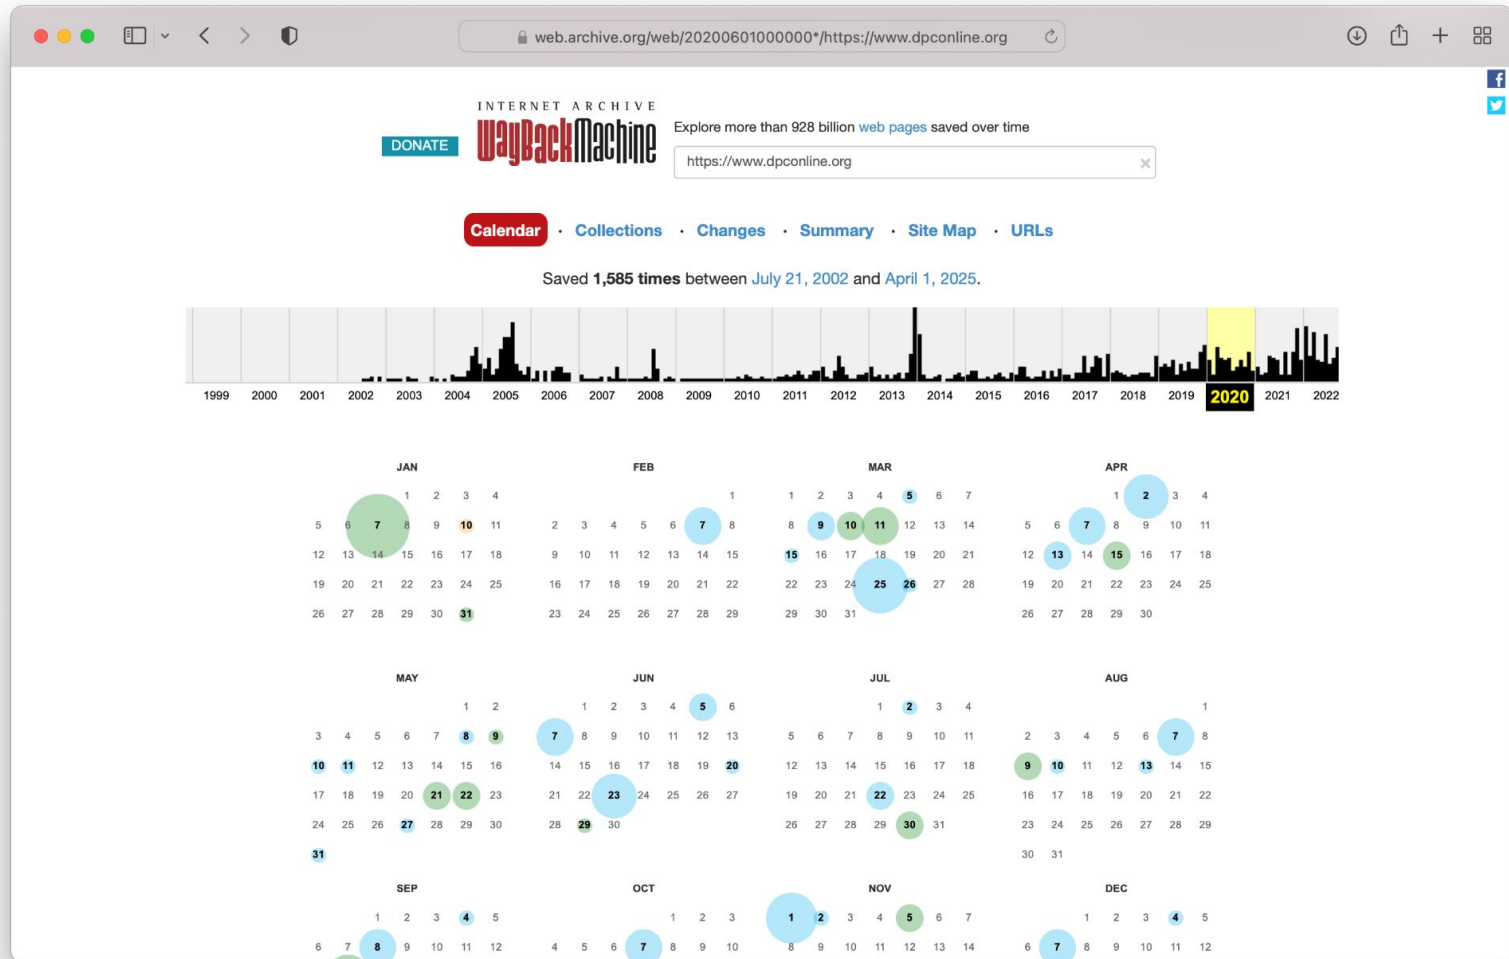 web.archive.org/web/20200601000000*/https://www.dpconline.org
INTERNET ARCHIVE
WayBackMachine
DONATE
Explore more than 928 billion web pages saved over time
https://www.dpconline.org
Calendar · Collections · Changes · Summary · Site Map · URLs
Saved 1,585 times between July 21, 2002 and April 1, 2025.
1999 2000 2001 2002 2003 2004 2005 2006 2007 2008 2009 2010 2011 2012 2013 2014 2015 2016 2017 2018 2019 2020 2021 2022
JAN
1 2 3 4
5 6 7 8 9 10 11
12 13 14 15 16 17 18
19 20 21 22 23 24 25
26 27 28 29 30 31
FEB
1
2 3 4 5 6 7 8
9 10 11 12 13 14 15
16 17 18 19 20 21 22
23 24 25 26 27 28 29
MAR
1 2 3 4 5 6 7
8 9 10 11 12 13 14
15 16 17 18 19 20 21
22 23 24 25 26 27 28
29 30 31
APR
1 2 3 4
5 6 7 8 9 10 11
12 13 14 15 16 17 18
19 20 21 22 23 24 25
26 27 28 29 30
MAY
1 2
3 4 5 6 7 8 9
10 11 12 13 14 15 16
17 18 19 20 21 22 23
24 25 26 27 28 29 30
31
JUN
1 2 3 4 5 6
7 8 9 10 11 12 13
14 15 16 17 18 19 20
21 22 23 24 25 26 27
28 29 30
JUL
1 2 3 4
5 6 7 8 9 10 11
12 13 14 15 16 17 18
19 20 21 22 23 24 25
26 27 28 29 30 31
AUG
1
2 3 4 5 6 7 8
9 10 11 12 13 14 15
16 17 18 19 20 21 22
23 24 25 26 27 28 29
30 31
SEP
1 2 3 4 5
6 7 8 9 10 11 12
OCT
1 2 3
4 5 6 7 8 9 10
NOV
1 2 3 4 5 6 7
8 9 10 11 12 13 14
DEC
1 2 3 4 5
6 7 8 9 10 11 12